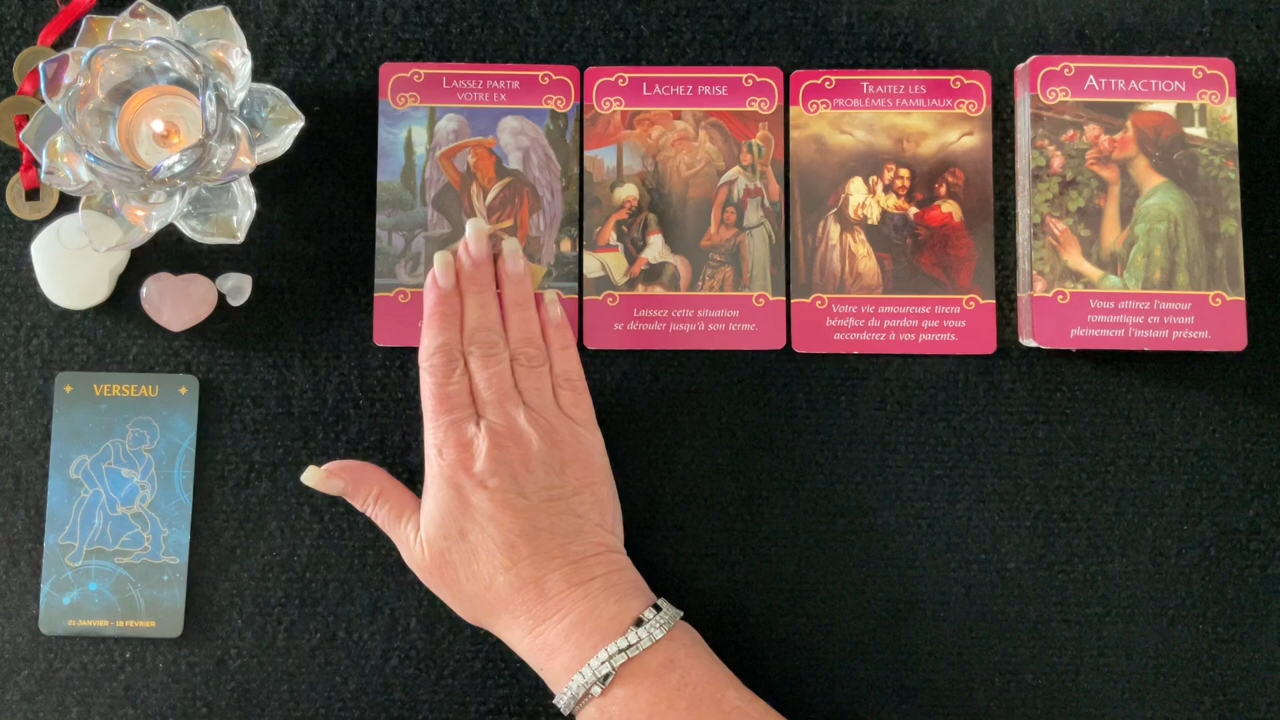 LAISSEZ PARTIR
VOTRE EX
LÂCHEZ PRISE
Laissez cette situation
se dérouler jusqu'à son terme.
TRAITEZ LES
PROBLÈMES FAMILIAUX
Votre vie amoureuse tirera
bénéfice du pardon que vous
accorderez à vos parents.
ATTRACTION
Vous attirez l'amour
romantique en vivant
pleinement l'instant présent.
VERSEAU
21 JANVIER - 18 FÉVRIER